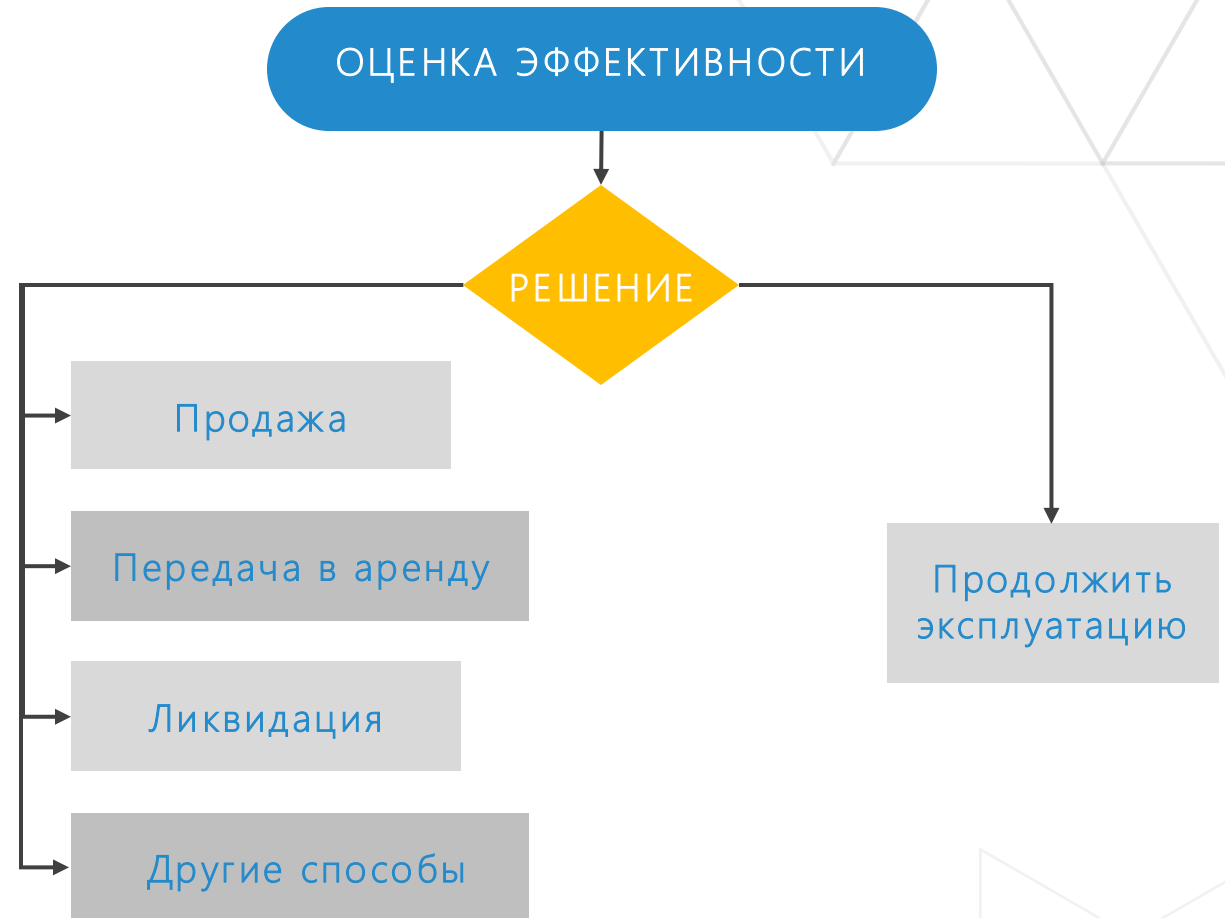 ОЦЕНКА ЭФФЕКТИВНОСТИ
РЕШЕНИЕ
Продажа
Передача в аренду
Ликвидация
Другие способы
Продолжить
эксплуатацию